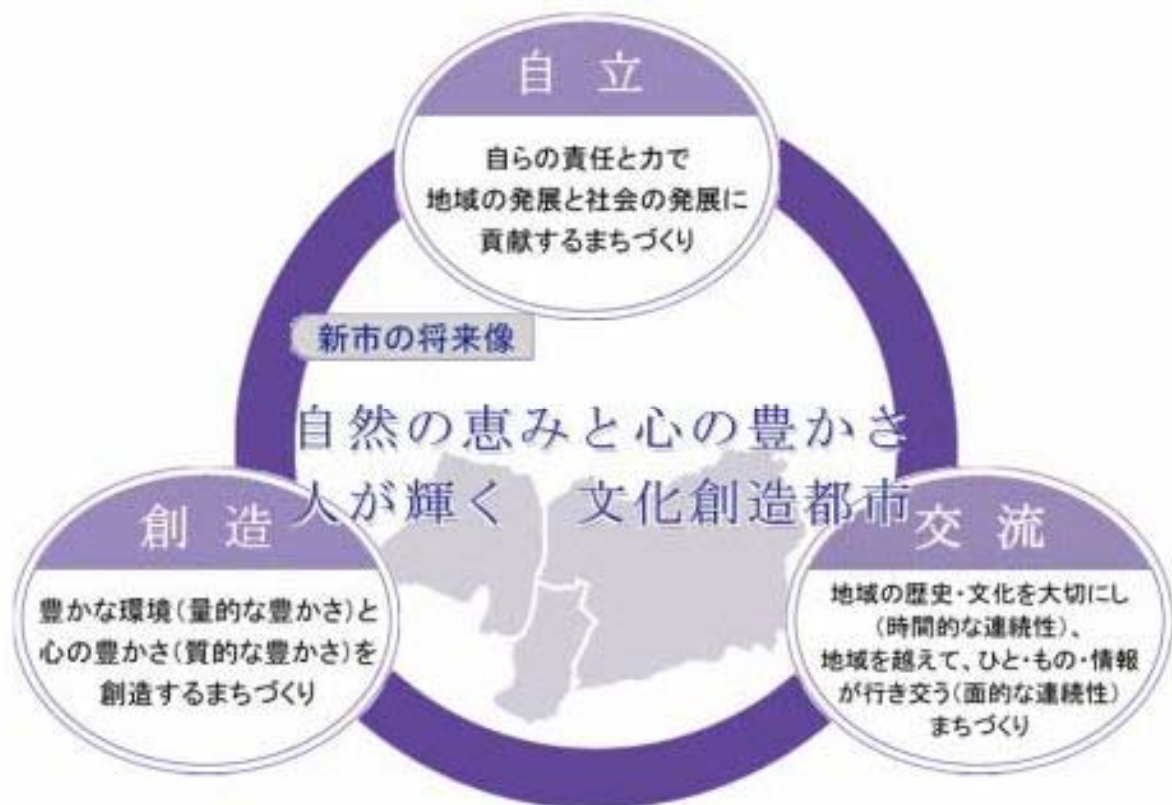 自立
自らの責任と力で
地域の発展と社会の発展に
貢献するまちづくり
新市の将来像
自然の恵みと心の豊かさ
人が輝く　文化創造都市
創造
豊かな環境(量的な豊かさ)と
心の豊かさ(質的な豊かさ)を
創造するまちづくり
交流
地域の歴史・文化を大切にし
(時間的な連続性)、
地域を越えて、ひと・もの・情報
が行き交う(面的な連続性)
まちづくり